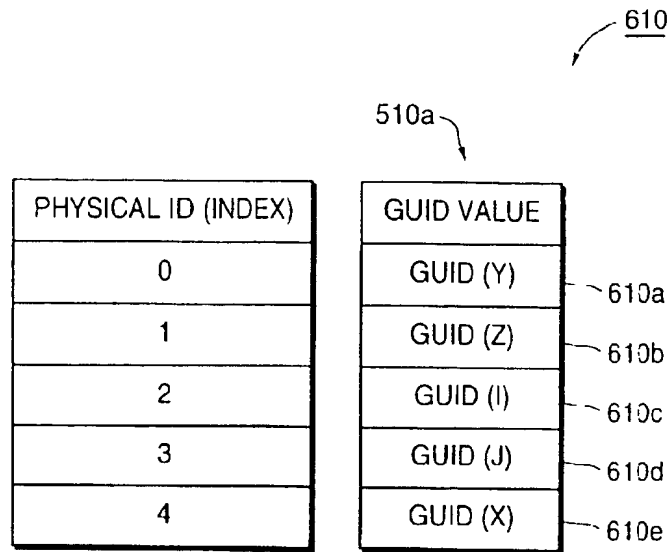 610
510a
PHYSICAL ID (INDEX) GUID VALUE
0 GUID (Y) 610a
1 GUID (Z) 610b
2 GUID (I) 610c
3 GUID (J) 610d
4 GUID (X) 610e